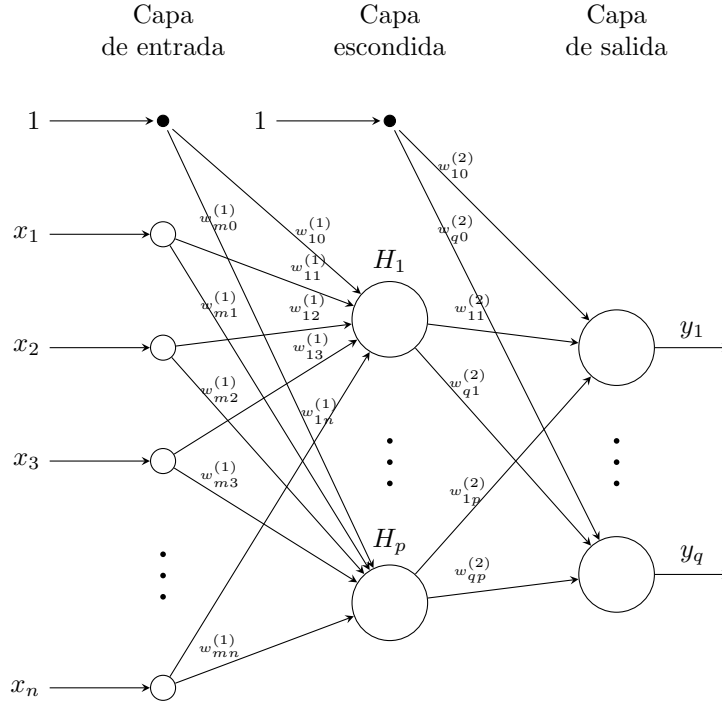 Capa
de entrada
Capa
escondida
Capa
de salida
1
1
w_{10}^{(2)}
w_{m0}^{(1)}
w_{10}^{(1)}
w_{q0}^{(2)}
x_1
H_1
w_{11}^{(1)}
w_{m1}^{(1)}
w_{12}^{(1)}
w_{11}^{(2)}
y_1
x_2
w_{13}^{(1)}
w_{m2}^{(1)}
w_{q1}^{(2)}
w_{1n}^{(1)}
x_3
w_{m3}^{(1)}
w_{1p}^{(2)}
H_p
y_q
w_{qp}^{(2)}
w_{mn}^{(1)}
x_n